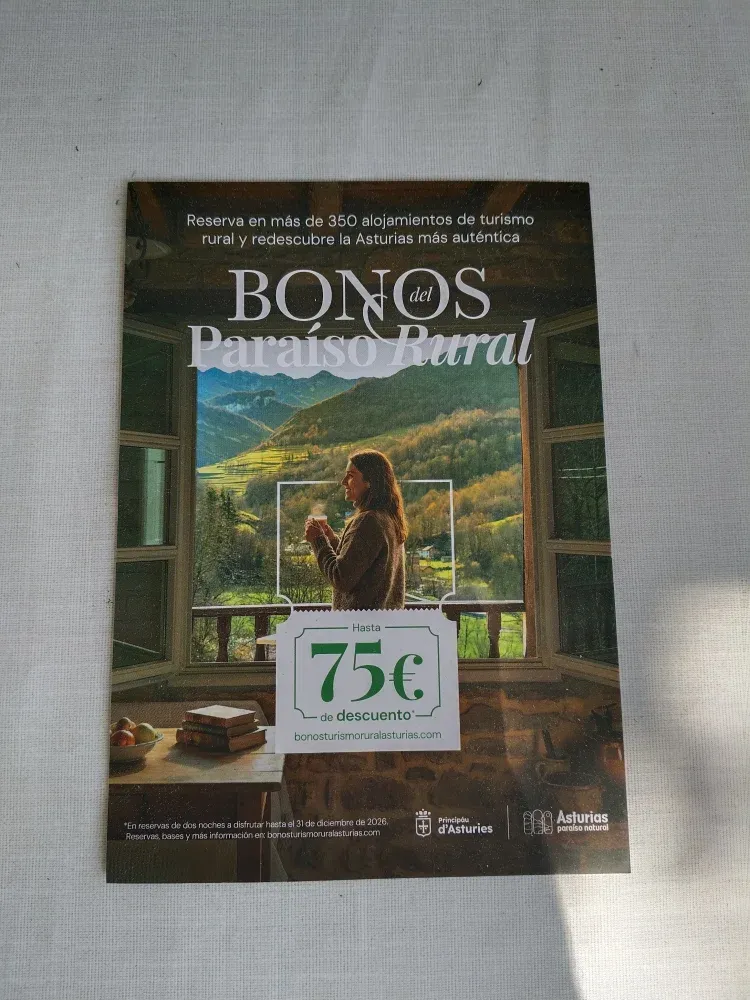 Reserva en más de 350 alojamientos de turismo
rural y redescubre la Asturias más auténtica
BONOS del
Paraíso Rural
Hasta
75€
de descuento*
bonosturismoruralasturias.com
*En reservas de dos noches a disfrutar hasta el 31 de diciembre de 2026.
Reservas, bases y más información en: bonosturismoruralasturias.com
Principáu
d'Asturies
Asturias
paraíso natural